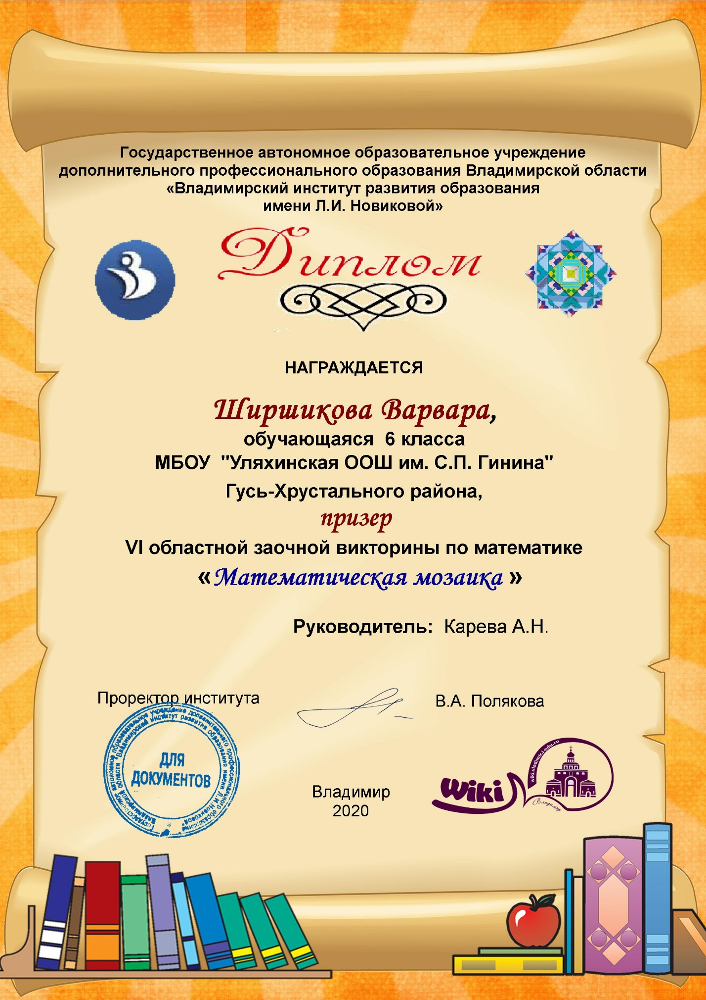 Государственное автономное образовательное учреждение
дополнительного профессионального образования Владимирской области
«Владимирский институт развития образования
имени Л.И. Новиковой»
Диплом
НАГРАЖДАЕТСЯ
Ширшикова Варвара,
обучающаяся 6 класса
МБОУ "Уляхинская ООШ им. С.П. Гинина"
Гусь-Хрустального района,
призер
VI областной заочной викторины по математике
«Математическая мозаика »
Руководитель: Карева А.Н.
Проректор института
В.А. Полякова
Государственное автономное образовательное учреждение дополнительного профессионального образования
Владимирской области "Владимирский институт развития образования имени Л.И.Новиковой"
ДЛЯ
ДОКУМЕНТОВ
Владимир
2020
wiki
wiki.vladimir.i-edu.ru
Владимир